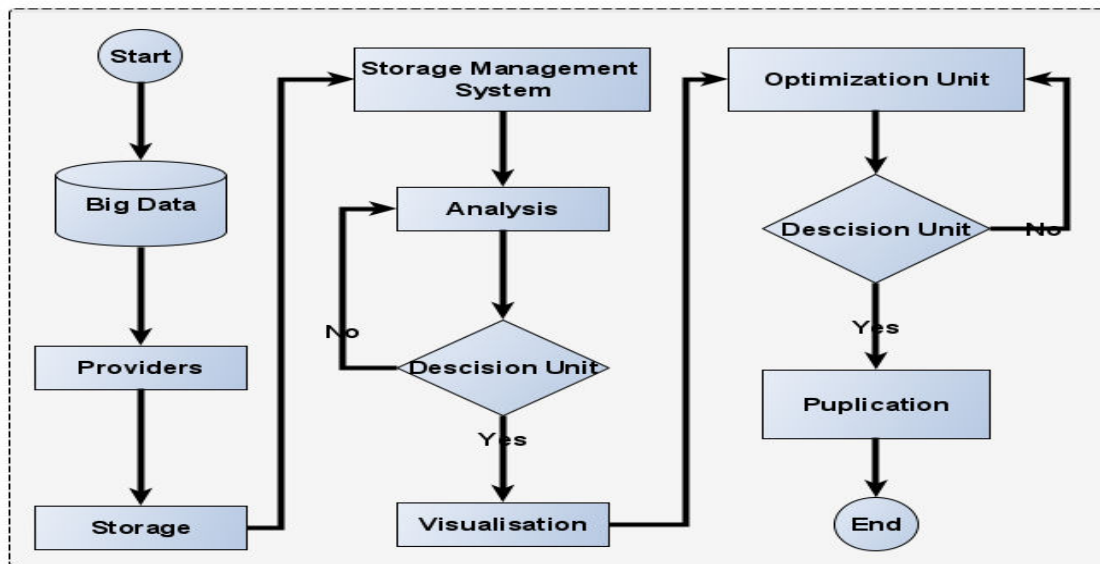 Start
Big Data
Providers
Storage
Storage Management
System
Analysis
No
Descision Unit
Yes
Visualisation
Optimization Unit
Descision Unit
No
Yes
Puplication
End